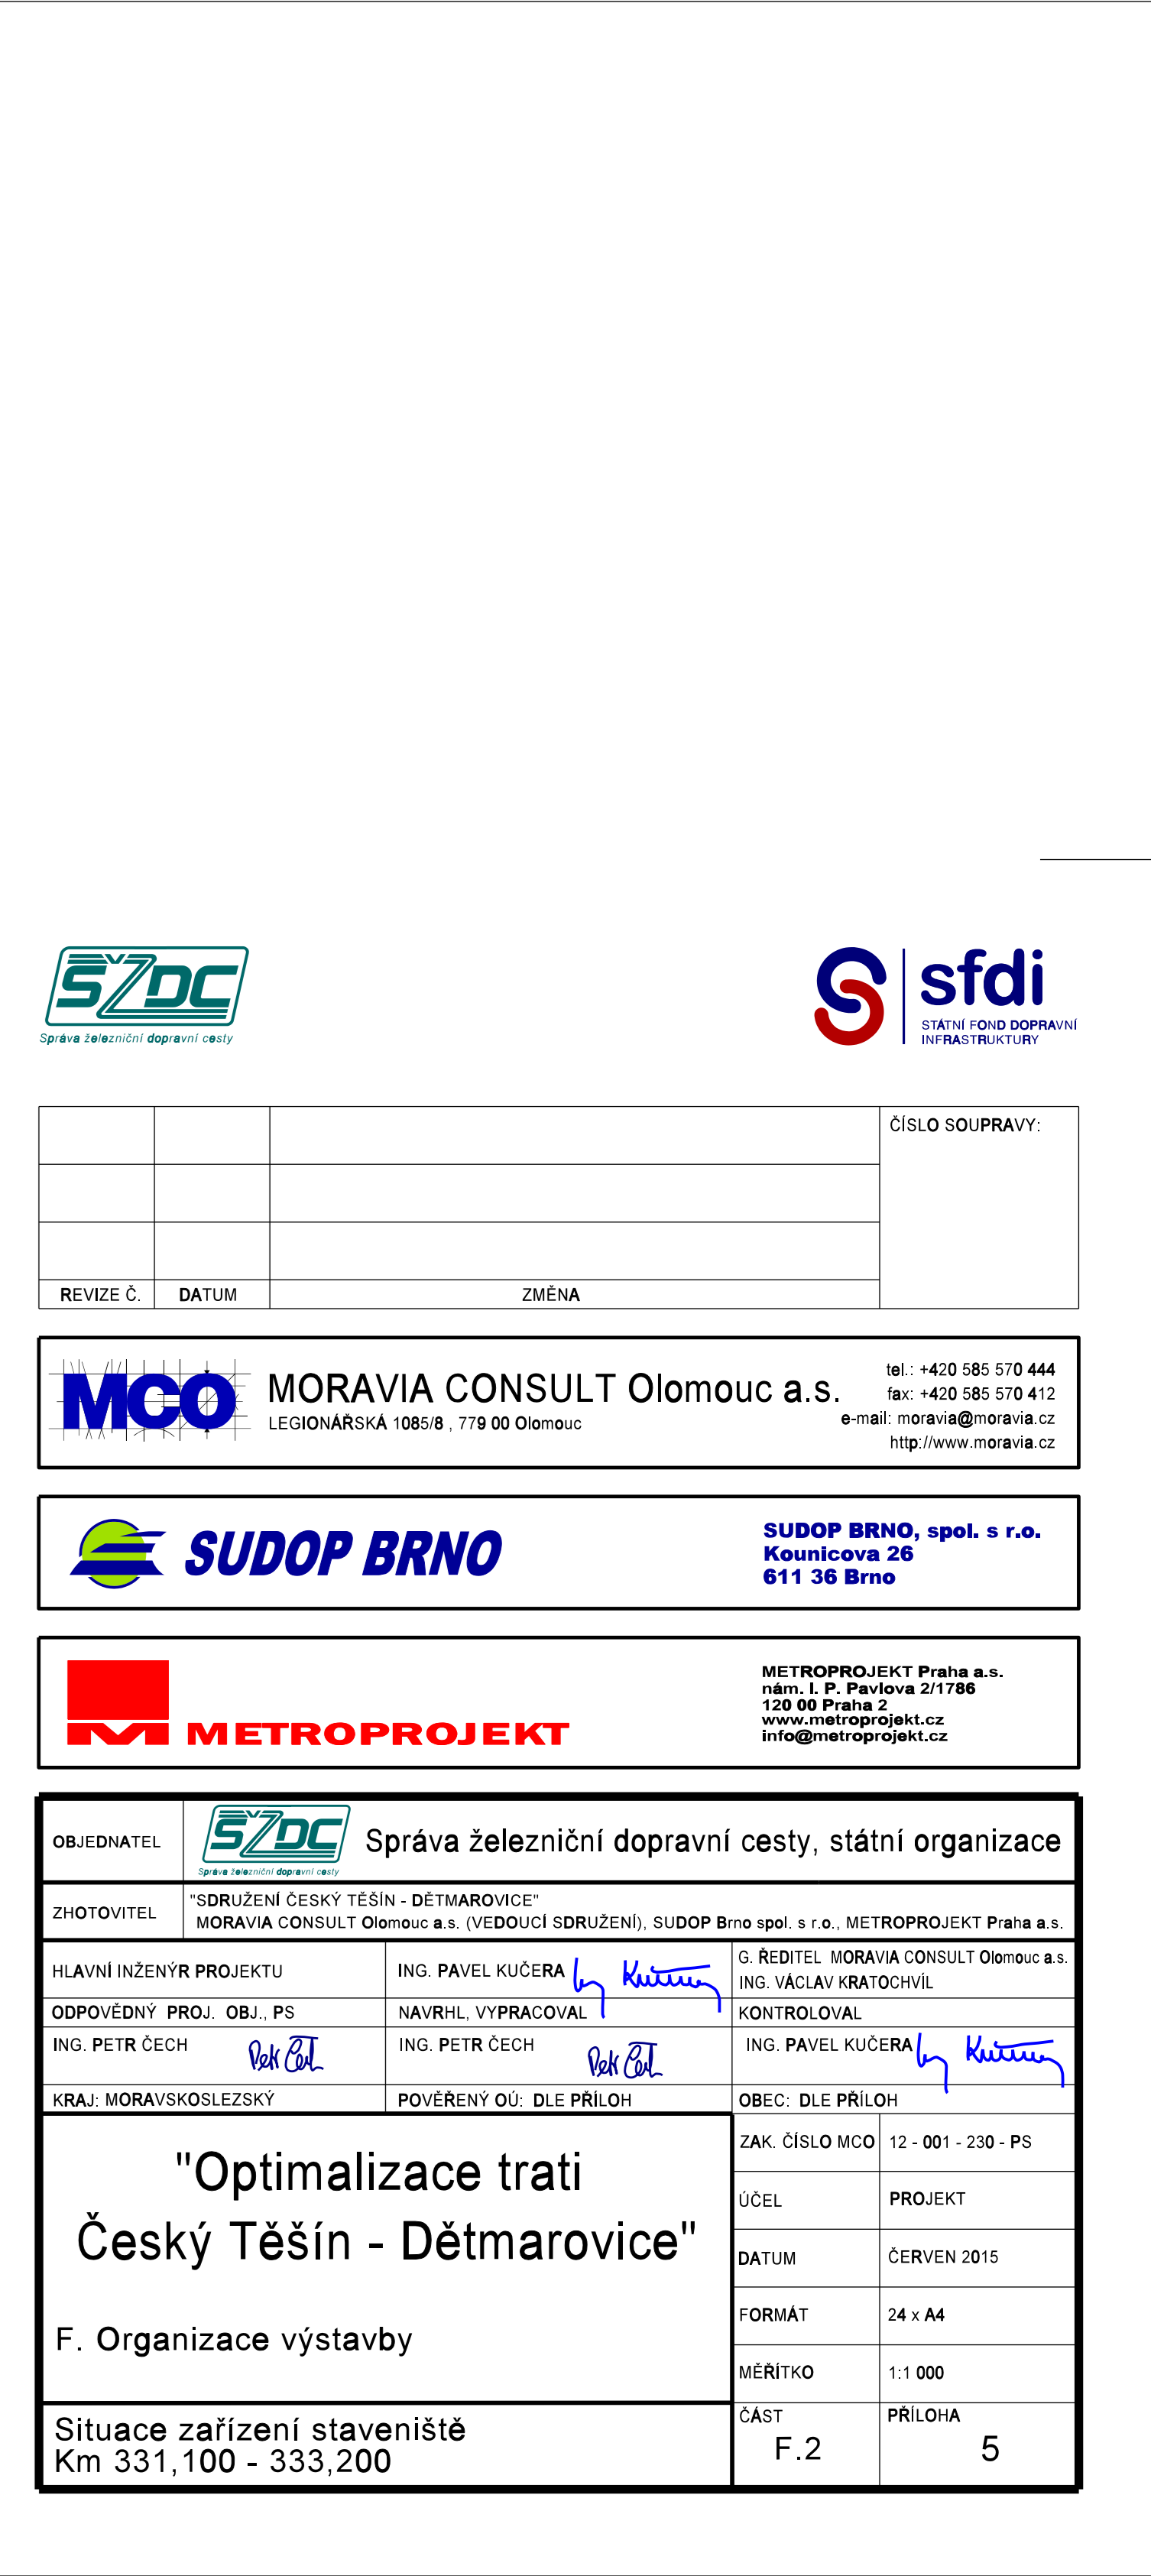 SŽDC
Správa železniční dopravní cesty
sfdi
STÁTNÍ FOND DOPRAVNÍ
INFRASTRUKTURY
ČÍSLO SOUPRAVY:
REVIZE Č. DATUM ZMĚNA
MCO
MORAVIA CONSULT Olomouc a.s.
LEGIONÁŘSKÁ 1085/8 , 779 00 Olomouc
tel.: +420 585 570 444
fax: +420 585 570 412
e-mail: moravia@moravia.cz
http://www.moravia.cz
SUDOP BRNO
SUDOP BRNO, spol. s r.o.
Kounicova 26
611 36 Brno
METROPROJEKT
METROPROJEKT Praha a.s.
nám. I. P. Pavlova 2/1786
120 00 Praha 2
www.metroprojekt.cz
info@metroprojekt.cz
OBJEDNATEL
SŽDC
Správa železniční dopravní cesty
Správa železniční dopravní cesty, státní organizace
ZHOTOVITEL
"SDRUŽENÍ ČESKÝ TĚŠÍN - DĚTMAROVICE"
MORAVIA CONSULT Olomouc a.s. (VEDOUCÍ SDRUŽENÍ), SUDOP Brno spol. s r.o., METROPROJEKT Praha a.s.
HLAVNÍ INŽENÝR PROJEKTU
ING. PAVEL KUČERA
G. ŘEDITEL MORAVIA CONSULT Olomouc a.s.
ING. VÁCLAV KRATOCHVÍL
ODPOVĚDNÝ PROJ. OBJ., PS
NAVRHL, VYPRACOVAL
KONTROLOVAL
ING. PETR ČECH
Petr Čech
ING. PETR ČECH
Petr Čech
ING. PAVEL KUČERA
KRAJ: MORAVSKOSLEZSKÝ
POVĚŘENÝ OÚ: DLE PŘÍLOH
OBEC: DLE PŘÍLOH
"Optimalizace trati
Český Těšín - Dětmarovice"
F. Organizace výstavby
Situace zařízení staveniště
Km 331,100 - 333,200
ZAK. ČÍSLO MCO 12 - 001 - 230 - PS
ÚČEL PROJEKT
DATUM ČERVEN 2015
FORMÁT 24 x A4
MĚŘÍTKO 1:1 000
ČÁST PŘÍLOHA
F.2 5